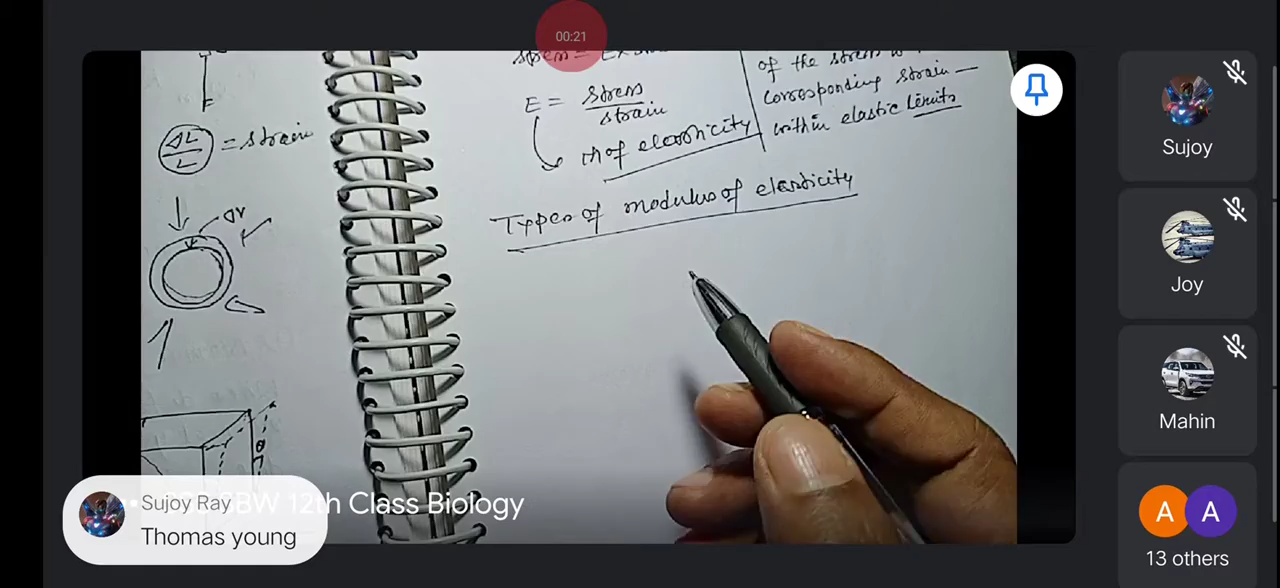 00:21
of the stress
E = stress/strain
corresponding strain
within elastic Limits
ΔL/L = strain
m of elasticity
ΔV
Types of modulus of elasticity
θ
Sujoy
Joy
Mahin
A A
13 others
SBW 12th Class Biology
Sujoy Ray
Thomas young